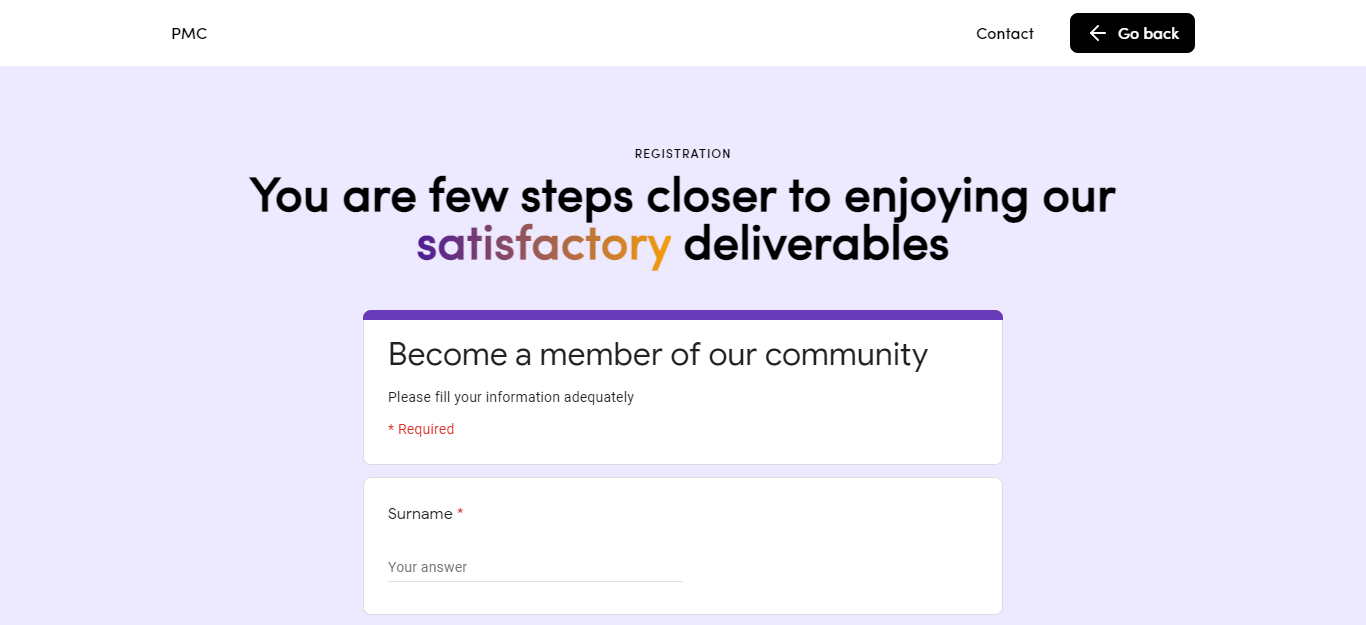 PMC
Contact
Go back
REGISTRATION
You are few steps closer to enjoying our
satisfactory deliverables
Become a member of our community
Please fill your information adequately
* Required
Surname *
Your answer